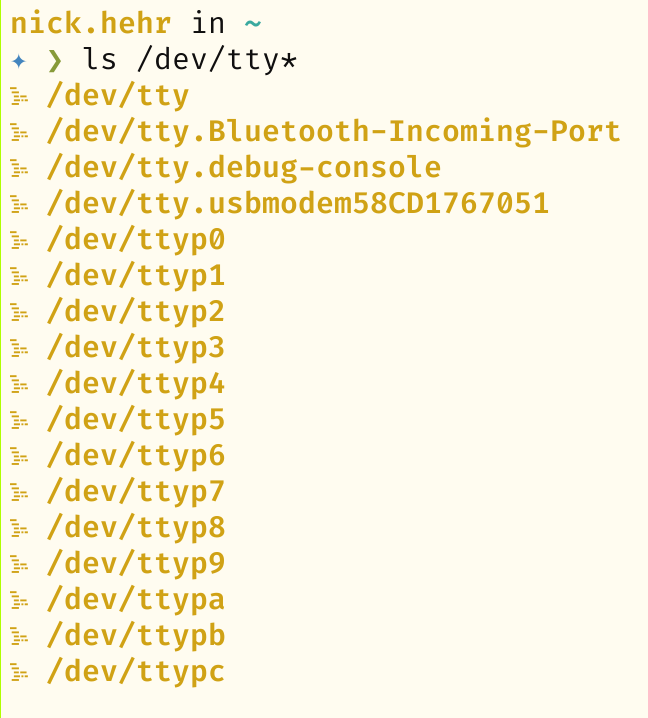 nick.hehr in ~
✦ ❯ ls /dev/tty*
/dev/tty
/dev/tty.Bluetooth-Incoming-Port
/dev/tty.debug-console
/dev/tty.usbmodem58CD1767051
/dev/ttyp0
/dev/ttyp1
/dev/ttyp2
/dev/ttyp3
/dev/ttyp4
/dev/ttyp5
/dev/ttyp6
/dev/ttyp7
/dev/ttyp8
/dev/ttyp9
/dev/ttypa
/dev/ttypb
/dev/ttypc